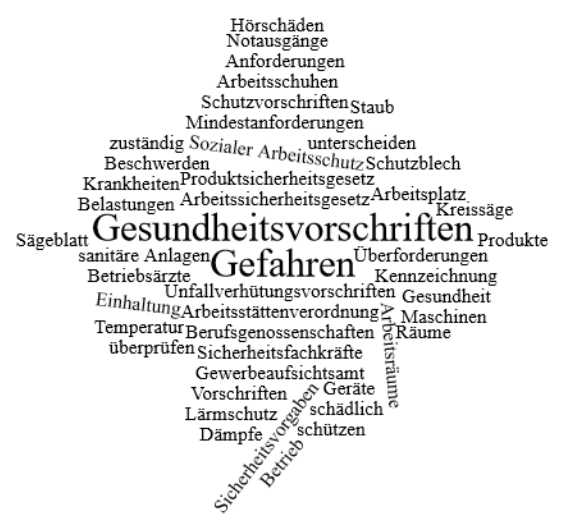 Hörschäden
Notausgänge
Anforderungen
Arbeitsschuhen
Schutzvorschriften
Staub
Mindestanforderungen
zuständig
Sozialer Arbeitsschutz
unterscheiden
Beschwerden
Schutzblech
Krankheiten
Produktsicherheitsgesetz
Belastungen
Arbeitssicherheitsgesetz
Arbeitsplatz
Kreissäge
Sägeblatt
Gesundheitsvorschriften
Produkte
sanitäre Anlagen
Gefahren
Überforderungen
Betriebsärzte
Kennzeichnung
Unfallverhütungsvorschriften
Gesundheit
Einhaltung
Arbeitsstättenverordnung
Arbeitsräume
Maschinen
Temperatur
Berufsgenossenschaften
Räume
überprüfen
Sicherheitsfachkräfte
Gewerbeaufsichtsamt
Vorschriften
Geräte
Lärmschutz
Sicherheitsvorgaben
schädlich
Dämpfe
Betrieb
schützen